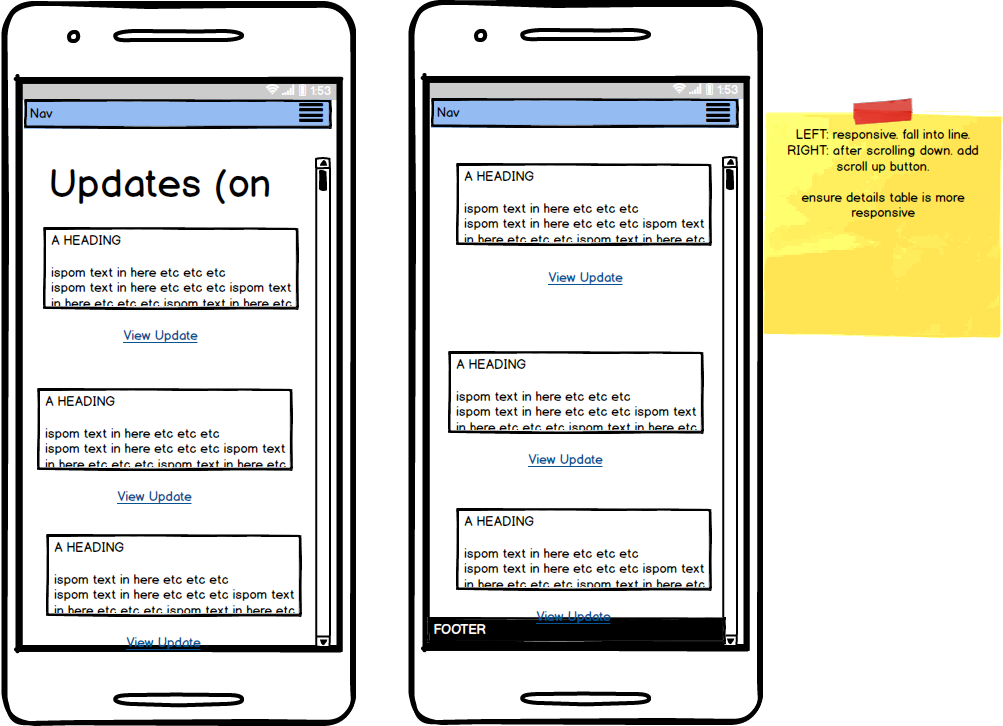 1:53
Nav
Updates (on
A HEADING
ispom text in here etc etc etc
ispom text in here etc etc etc ispom text
in here etc etc etc ispom text in here etc
View Update
A HEADING
ispom text in here etc etc etc
ispom text in here etc etc etc ispom text
in here etc etc etc ispom text in here etc
View Update
A HEADING
ispom text in here etc etc etc
ispom text in here etc etc etc ispom text
in here etc etc etc ispom text in here etc
View Update
1:53
Nav
A HEADING
ispom text in here etc etc etc
ispom text in here etc etc etc ispom text
in here etc etc etc ispom text in here etc
View Update
A HEADING
ispom text in here etc etc etc
ispom text in here etc etc etc ispom text
in here etc etc etc ispom text in here etc
View Update
A HEADING
ispom text in here etc etc etc
ispom text in here etc etc etc ispom text
in here etc etc etc ispom text in here etc
View Update
FOOTER
LEFT: responsive. fall into line.
RIGHT: after scrolling down. add
scroll up button.
ensure details table is more
responsive